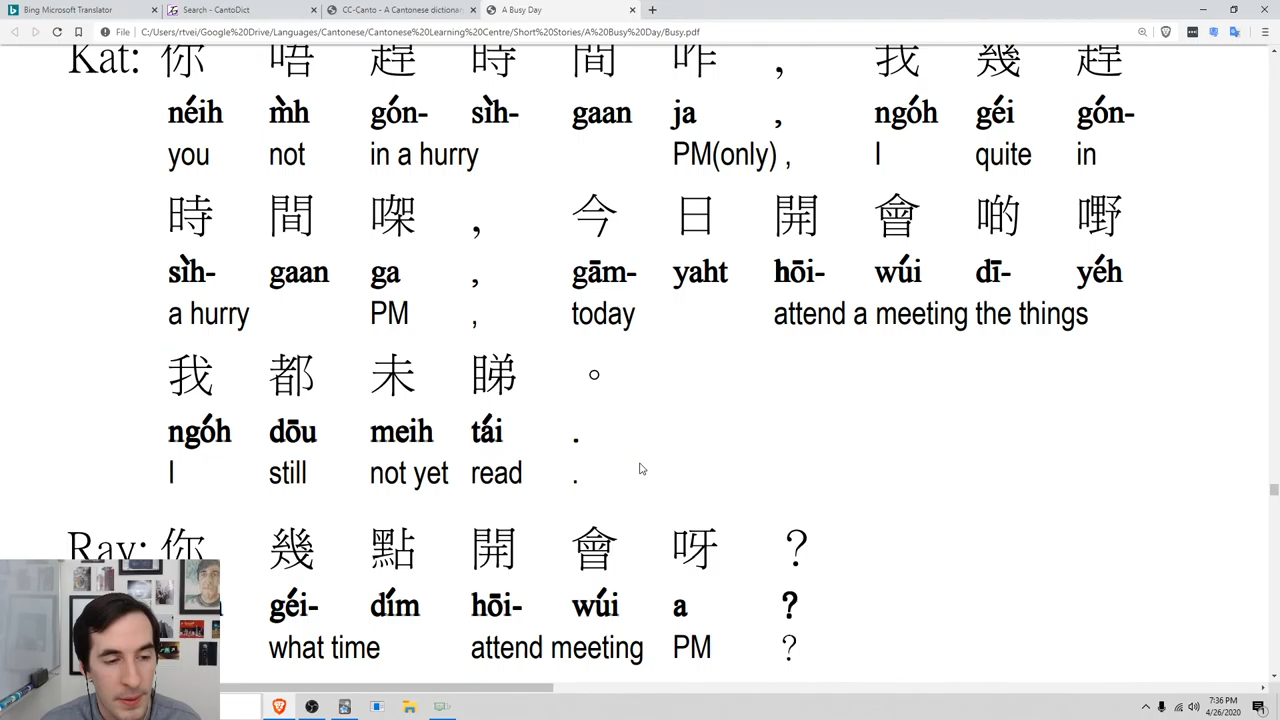 Bing Microsoft Translator
Search - CantoDict
CC-Canto - A Cantonese dictionary
A Busy Day
File | C:/Users/rtvei/Google%20Drive/Languages/Cantonese/Cantonese%20Learning%20Centre/Short%20Stories/A%20Busy%20Day/Busy.pdf
Kat: 你 唔 趕 時 間 咋 , 我 幾 趕
néih m̀h gón- sìh- gaan ja , ngóh géi gón-
you not in a hurry PM(only) , I quite in
時 間 㗎 , 今 日 開 會 啲 嘢
sìh- gaan ga , gām- yaht hōi- wúi dī- yéh
a hurry PM , today attend a meeting the things
我 都 未 睇 。
ngóh dōu meih tái .
I still not yet read .
Ray: 你 幾 點 開 會 呀 ?
géi- dím hōi- wúi a ?
what time attend meeting PM ?
7:36 PM
4/26/2020